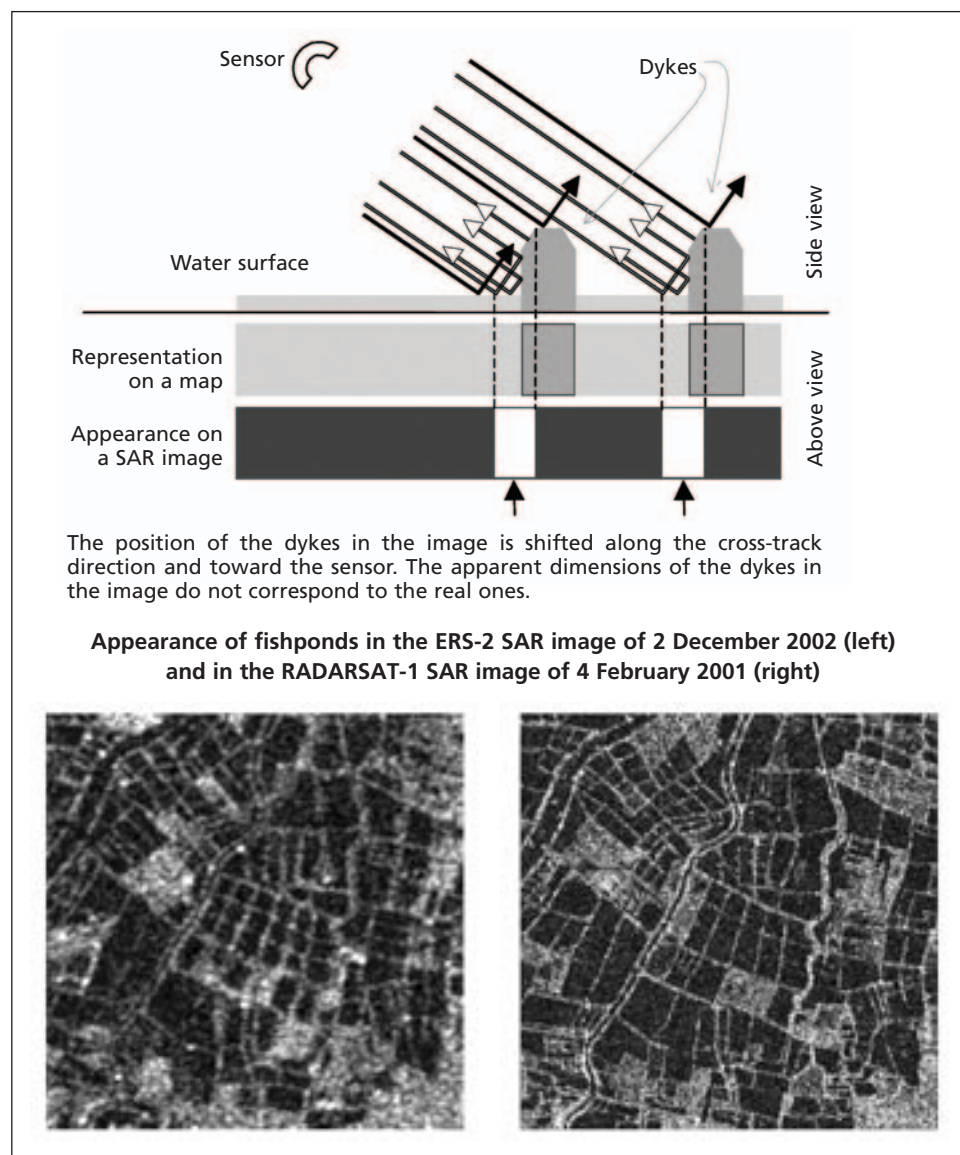 Sensor
Dykes
Water surface
Side view
Representation
on a map
Appearance on
a SAR image
Above view
The position of the dykes in the image is shifted along the cross-track
direction and toward the sensor. The apparent dimensions of the dykes in
the image do not correspond to the real ones.
Appearance of fishponds in the ERS-2 SAR image of 2 December 2002 (left)
and in the RADARSAT-1 SAR image of 4 February 2001 (right)